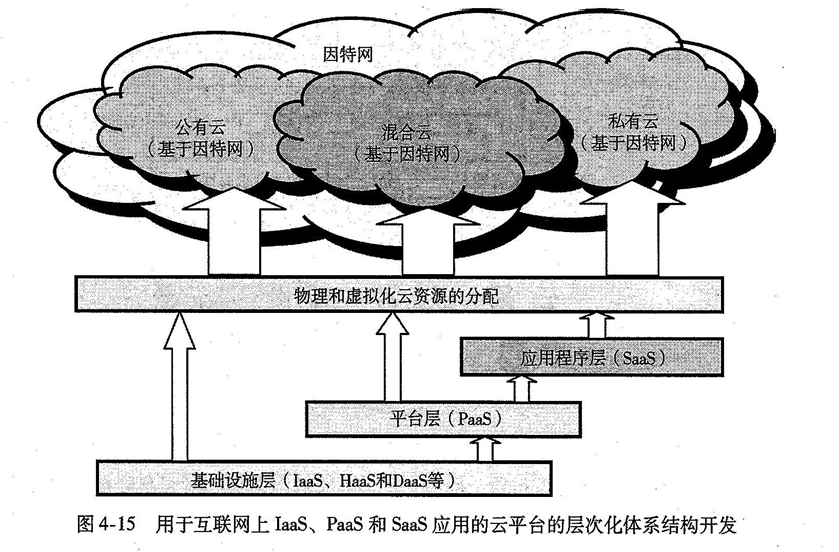 因特网
公有云
（基于因特网）
混合云
（基于因特网）
私有云
（基于因特网）
物理和虚拟化云资源的分配
应用程序层（SaaS）
平台层（PaaS）
基础设施层（IaaS、HaaS和DaaS等）
图 4-15 用于互联网上 IaaS、PaaS 和 SaaS 应用的云平台的层次化体系结构开发